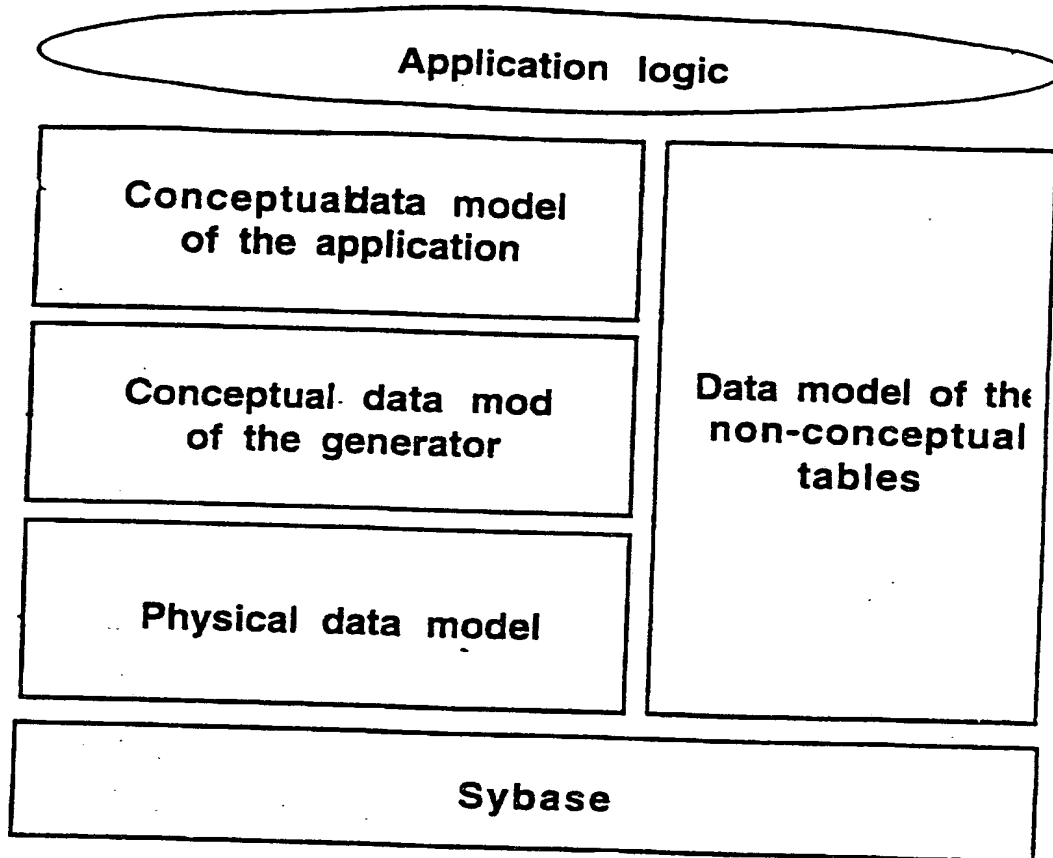 Application logic
Conceptualdata model
of the application
Conceptual data mod
of the generator
Data model of the
non-conceptual
tables
Physical data model
Sybase